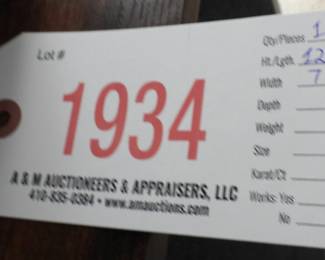 Lot #
1934
A & M AUCTIONEERS & APPRAISERS, LLC
410-835-0384 • www.amauctions.com
Qty/Pieces 1
Ht./Lgth. 12
Width 7
Depth
Weight
Size
Karat/Ct
Works: Yes
No